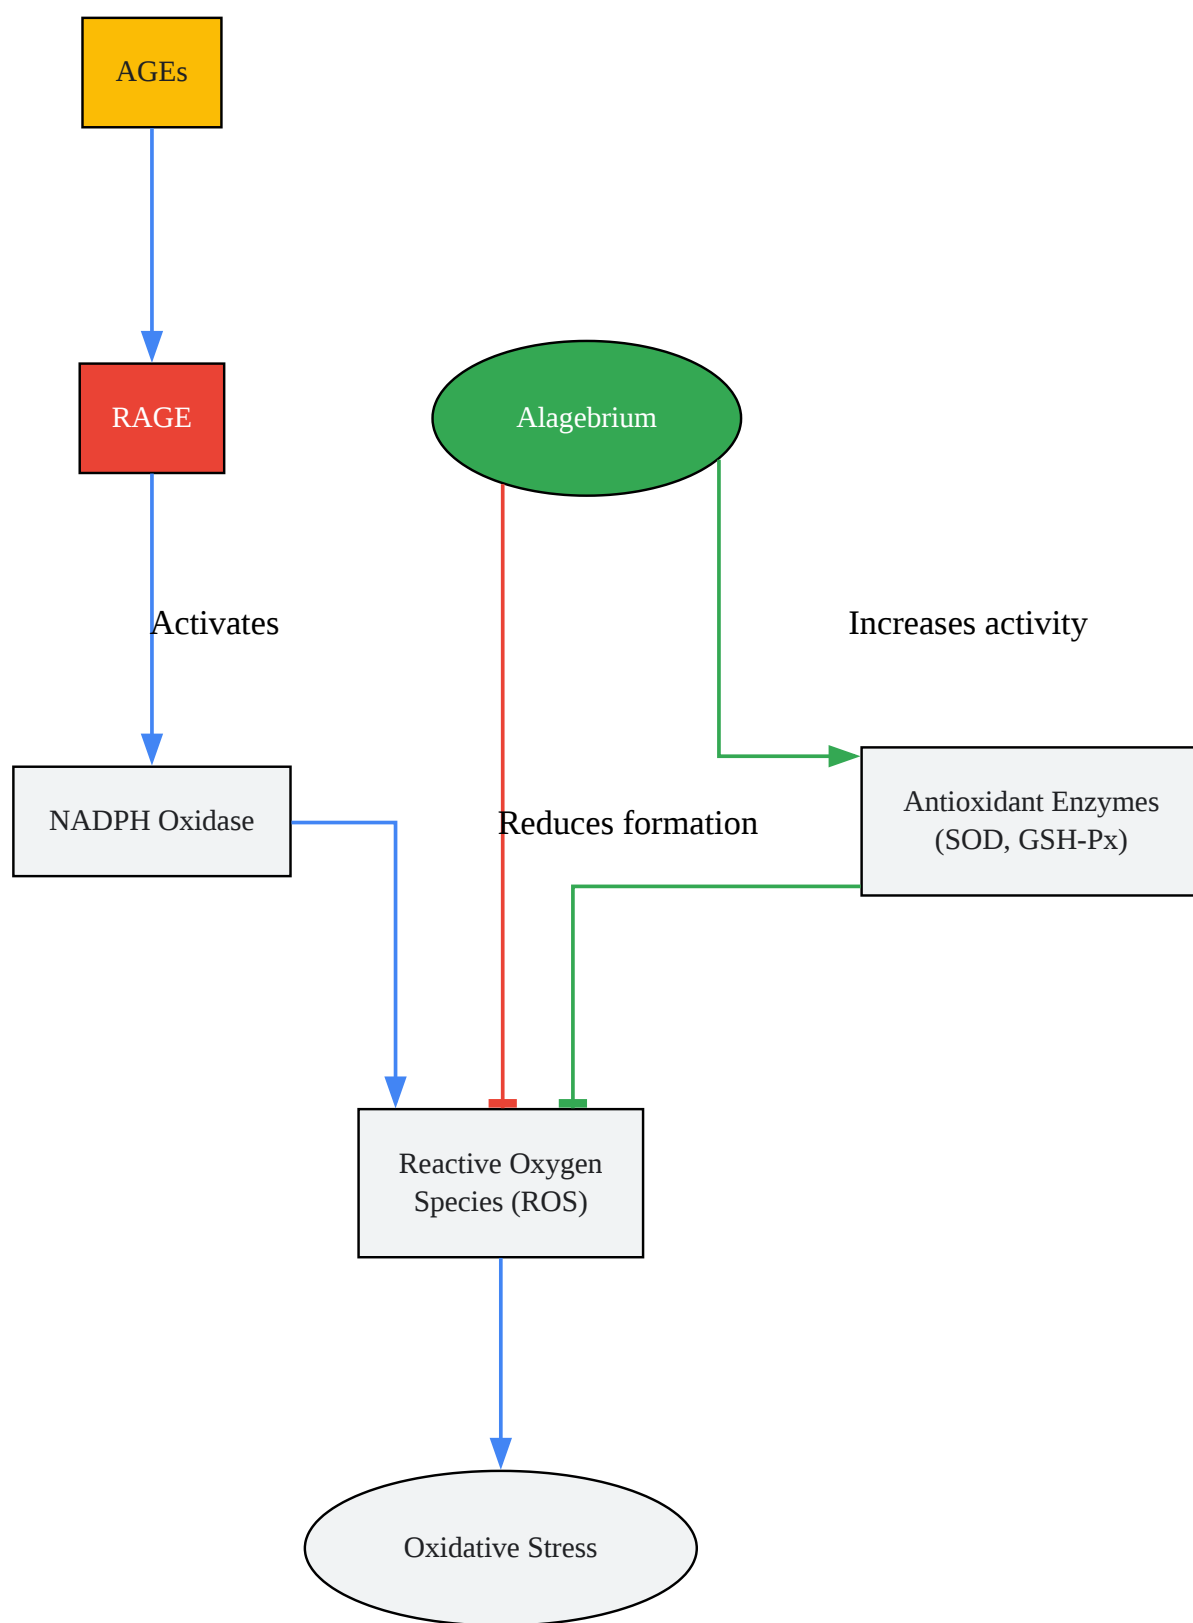 AGEs
RAGE
Alagebrium
Activates
Increases activity
NADPH Oxidase
Reduces formation
Antioxidant Enzymes
(SOD, GSH-Px)
Reactive Oxygen
Species (ROS)
Oxidative Stress